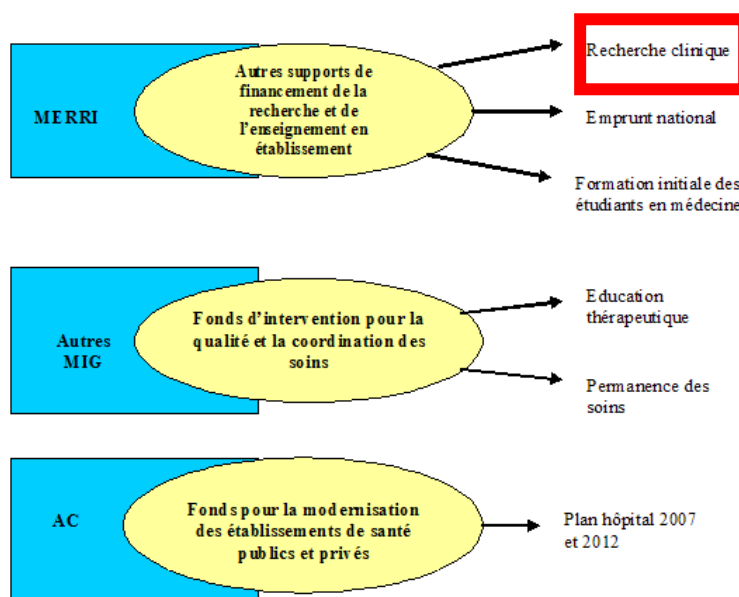 MERRI
Autres supports de
financement de la
recherche et de
l'enseignement en
établissement
Recherche clinique
Emprunt national
Formation initiale des
étudiants en médecine
Autres
MIG
Fonds d'intervention pour la
qualité et la coordination des
soins
Education
thérapeutique
Permanence des
soins
AC
Fonds pour la modernisation
des établissements de santé
publics et privés
Plan hôpital 2007
et 2012